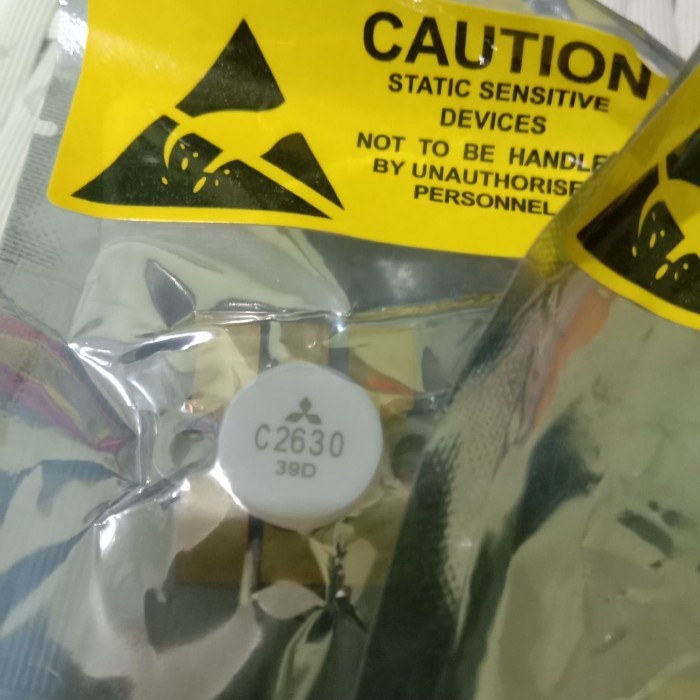 CAUTION
STATIC SENSITIVE
DEVICES
NOT TO BE HANDLE
BY UNAUTHORISE
PERSONNEL
C2630
39D